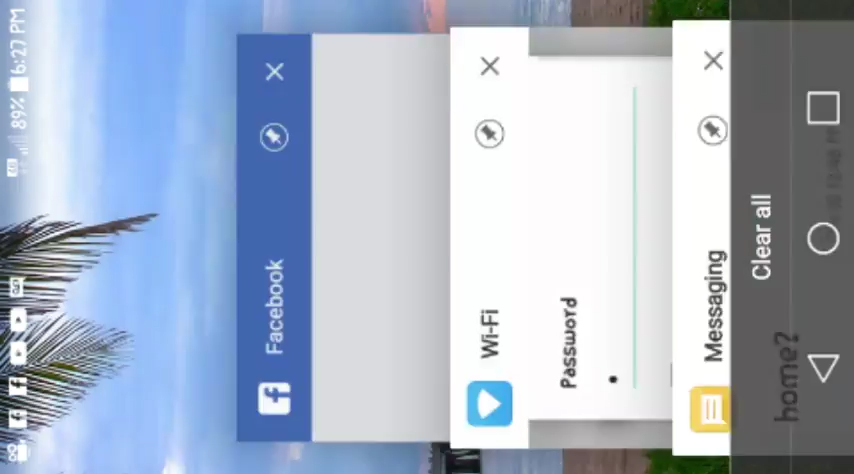 89% 6:27 PM
Facebook
Wi-Fi
Password
Messaging
Clear all
home?